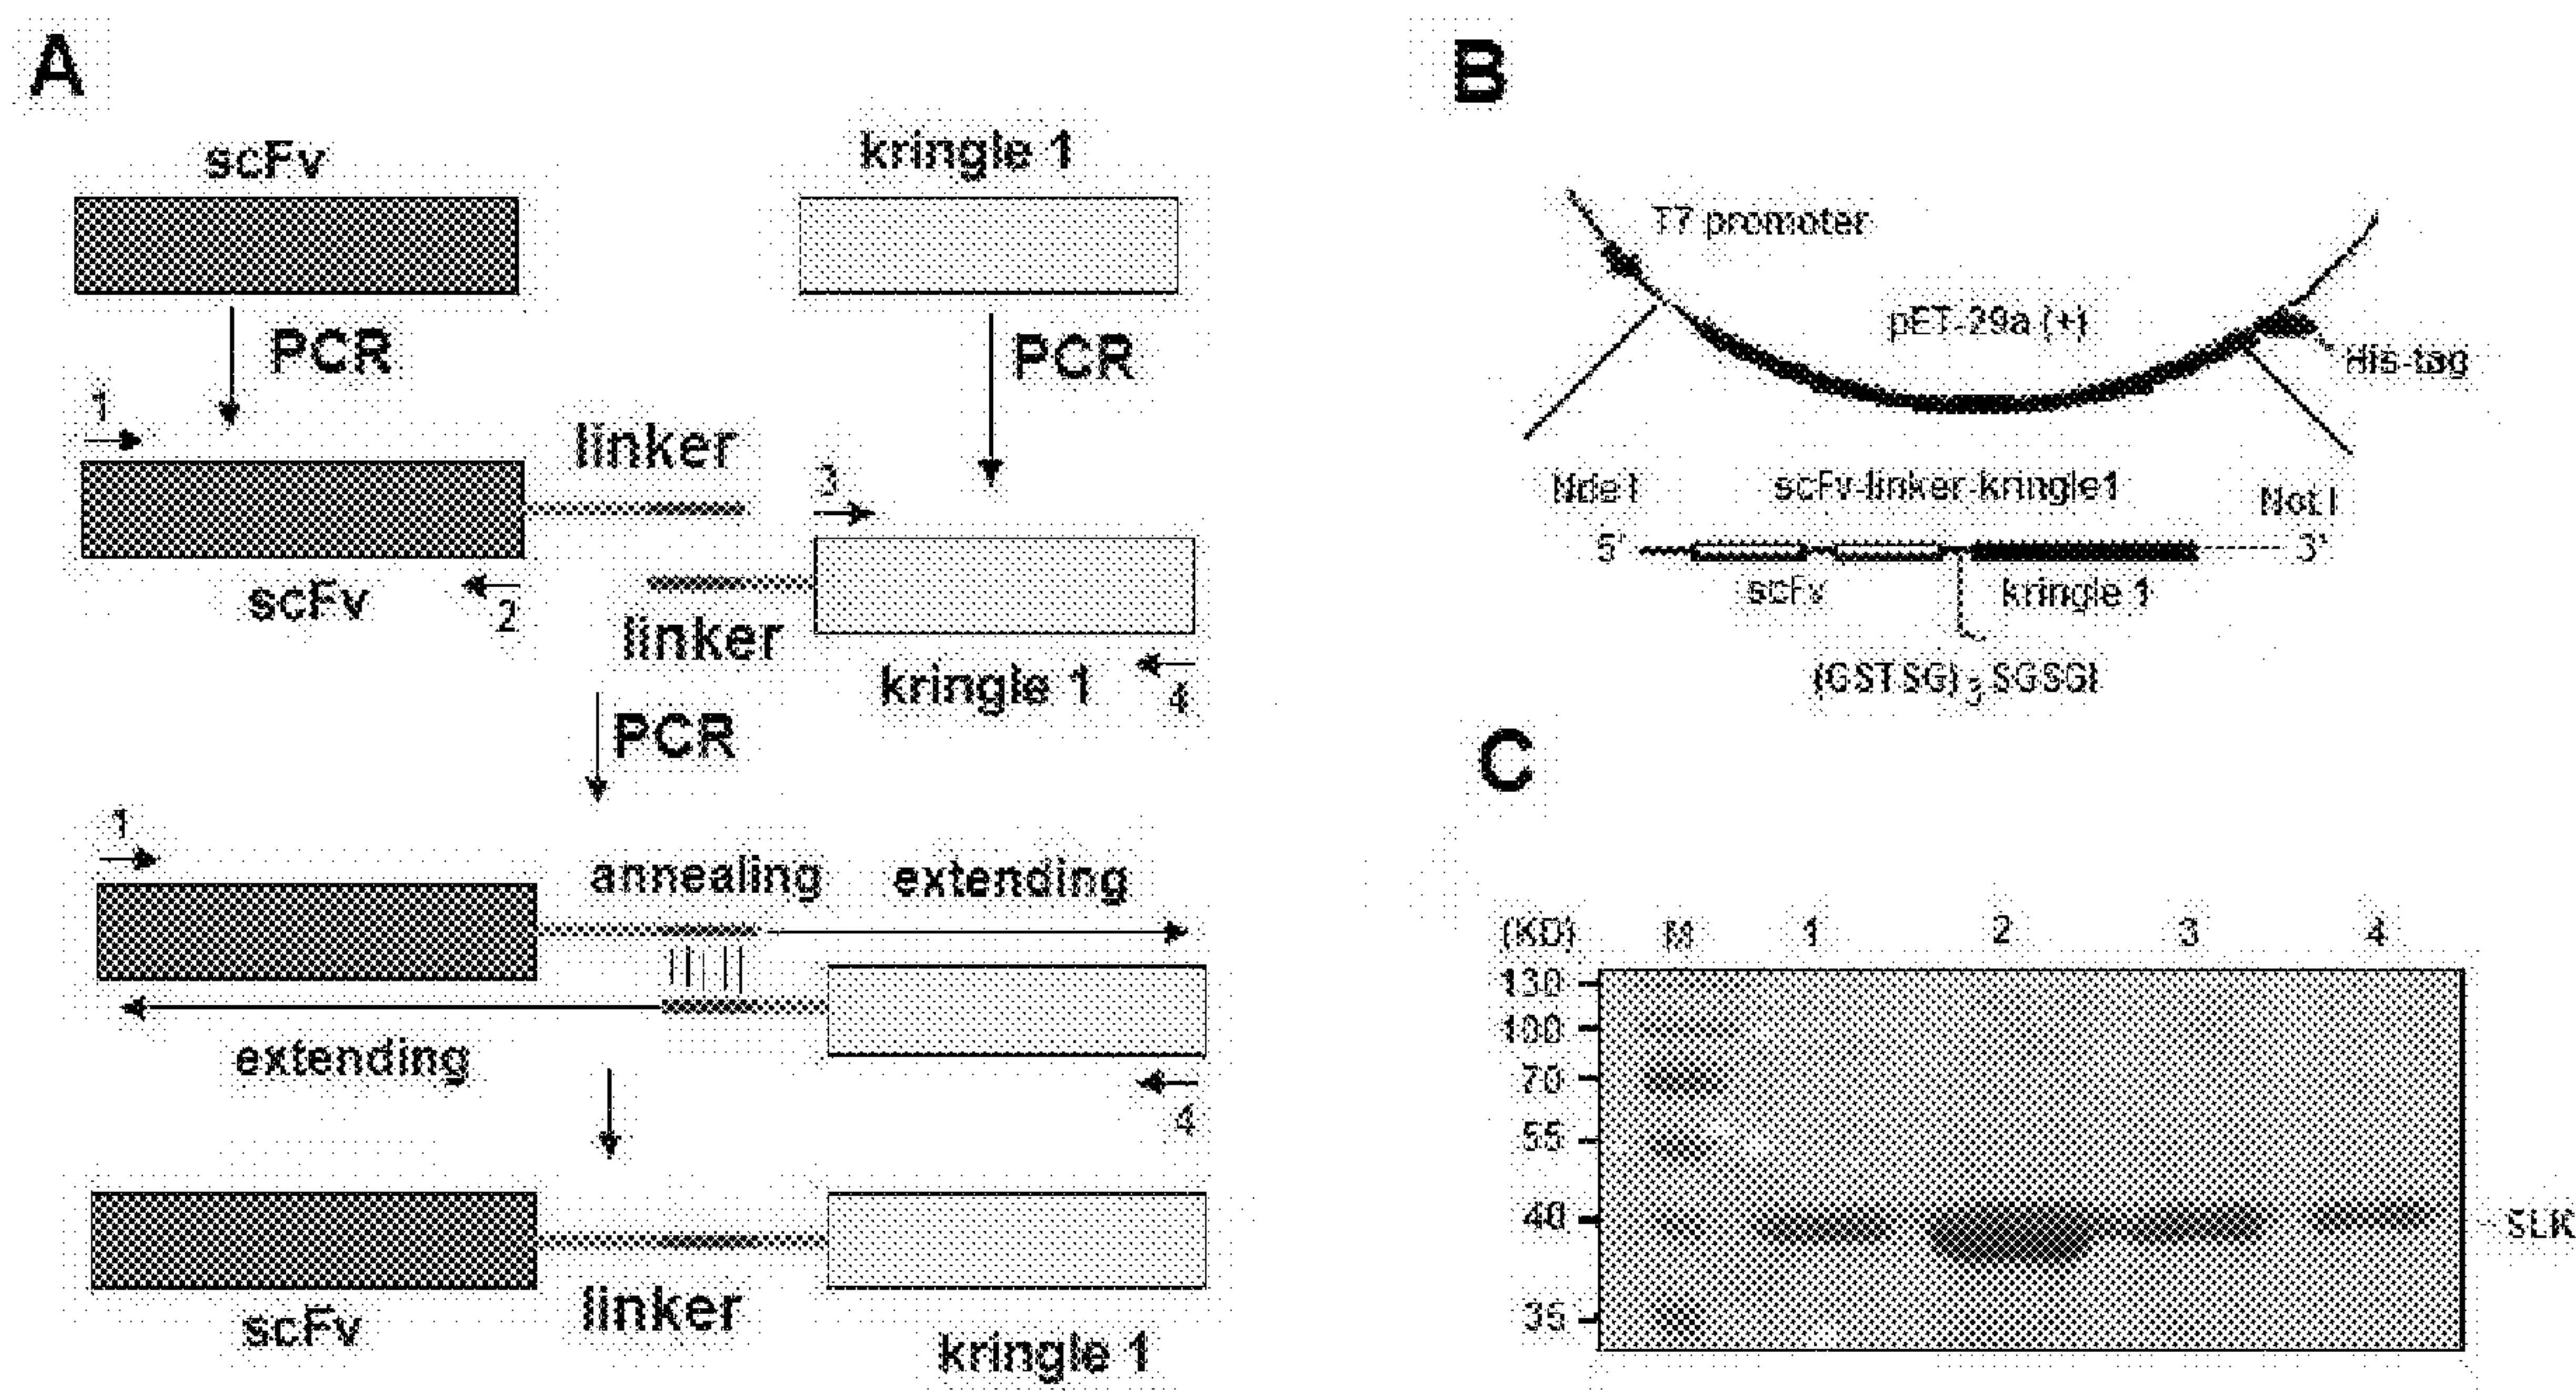 A
scFv
kringle 1
PCR
PCR
1
linker
3
scFv
2
linker
kringle 1
4
PCR
1
annealing
extending
extending
4
scFv
linker
kringle 1
B
T7 promoter
pET-29a (+)
His-tag
Nde I
scFv-linker-kringle1
Not I
5'
3'
scFv
kringle 1
(GSTSG) 3 SGSGI
C
(KD) M 1 2 3 4
130
100
70
55
40
SLK
35